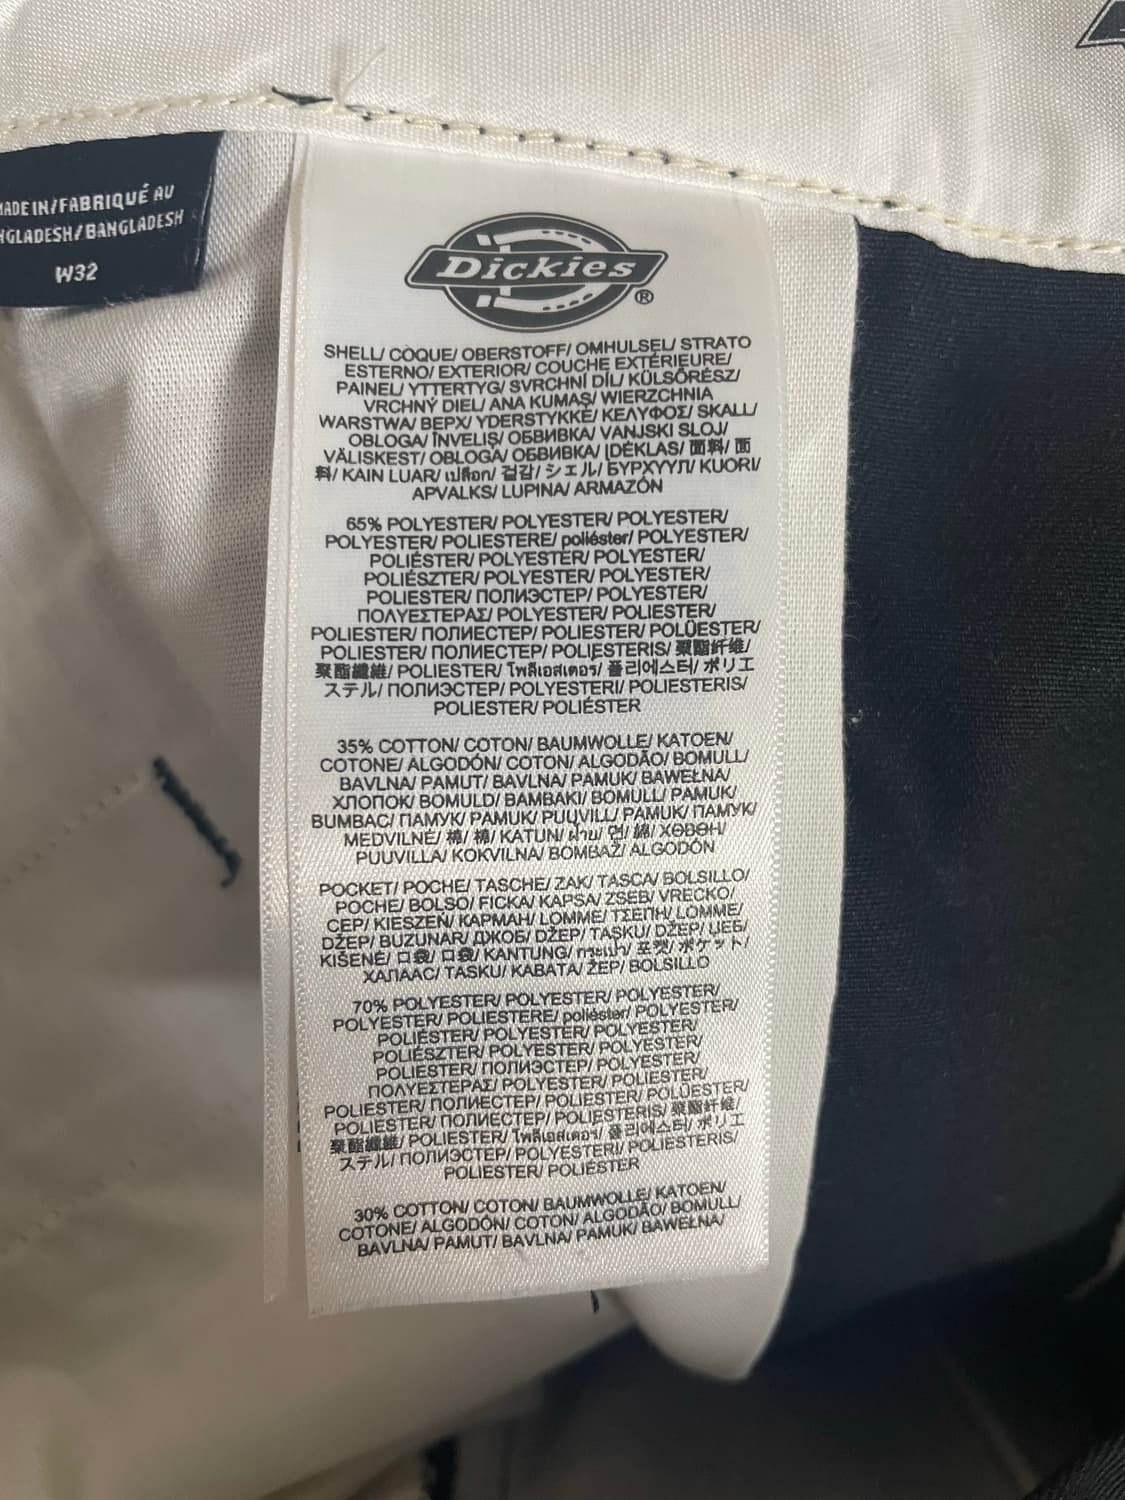 MADE IN/FABRIQUÉ AU
BANGLADESH/BANGLADESH
W32
Dickies®
SHELL/ COQUE/ OBERSTOFF/ OMHULSEL/ STRATO
ESTERNO/ EXTERIOR/ COUCHE EXTÉRIEURE/
PAINEL/ YTTERTYG/ SVRCHNÍ DÍL/ KÜLSŐRÉSZ/
VRCHNÝ DIEL/ ANA KUMAŞ/ WIERZCHNIA
WARSTWA/ ВЕРХ/ YDERSTYKKE/ ΚΕΛΥΦΟΣ/ SKALL/
OBLOGA/ ÎNVELIŞ/ ОБВИВКА/ VANJSKI SLOJ/
VÄLISKEST/ OBLOGA/ ОБВИВКА/ ĮDĖKLAS/ 面料/ 面
料/ KAIN LUAR/ เปลือก/ 겉감/ シェル/ БҮРХҮҮЛ/ KUORI/
APVALKS/ LUPINA/ ARMAZÓN
65% POLYESTER/ POLYESTER/ POLYESTER/
POLYESTER/ POLIESTERE/ poliéster/ POLYESTER/
POLIÉSTER/ POLYESTER/ POLYESTER/
POLIÉSZTER/ POLYESTER/ POLYESTER/
POLIESTER/ ПОЛИЭСТЕР/ POLYESTER/
ΠΟΛΥΕΣΤΕΡΑΣ/ POLYESTER/ POLIESTER/
POLIESTER/ ПОЛИЕСТЕР/ POLIESTER/ POLÜESTER/
POLIESTER/ ПОЛИЕСТЕР/ POLIESTERIS/ 聚酯纤维/
聚酯纖維/ POLIESTER/ โพลีเอสเตอร์/ 폴리에스터/ ポリエ
ステル/ ПОЛИЭСТЕР/ POLYESTERI/ POLIESTERIS/
POLIESTER/ POLIÉSTER
35% COTTON/ COTON/ BAUMWOLLE/ KATOEN/
COTONE/ ALGODÓN/ COTON/ ALGODÃO/ BOMULL/
BAVLNA/ PAMUT/ BAVLNA/ PAMUK/ BAWEŁNA/
ХЛОПОК/ BOMULD/ ΒΑΜΒΑΚΙ/ BOMULL/ PAMUK/
BUMBAC/ ПАМУК/ PAMUK/ PUUVILL/ PAMUK/ ПАМУК/
MEDVILNĖ/ 棉/ 棉/ KATUN/ ฝ้าย/ 면/ 綿/ ХӨВӨН/
PUUVILLA/ KOKVILNA/ BOMBAŽ/ ALGODÓN
POCKET/ POCHE/ TASCHE/ ZAK/ TASCA/ BOLSILLO/
POCHE/ BOLSO/ FICKA/ KAPSA/ ZSEB/ VRECKO/
CEP/ KIESZEŃ/ КАРМАН/ LOMME/ ΤΣΕΠΗ/ LOMME/
DŽEP/ BUZUNAR/ ДЖОБ/ DŽEP/ TASKU/ DŽEP/ ЏЕБ/
KIŠENĖ/ 口袋/ 口袋/ KANTUNG/ กระเป๋า/ 포켓/ ポケット/
ХАЛААС/ TASKU/ KABATA/ ŽEP/ BOLSILLO
70% POLYESTER/ POLYESTER/ POLYESTER/
POLYESTER/ POLIESTERE/ poliéster/ POLYESTER/
POLIÉSTER/ POLYESTER/ POLYESTER/
POLIÉSZTER/ POLYESTER/ POLYESTER/
POLIESTER/ ПОЛИЭСТЕР/ POLYESTER/
ΠΟΛΥΕΣΤΕΡΑΣ/ POLYESTER/ POLIESTER/
POLIESTER/ ПОЛИЕСТЕР/ POLIESTER/ POLÜESTER/
POLIESTER/ ПОЛИЕСТЕР/ POLIESTERIS/ 聚酯纤维/
聚酯纖維/ POLIESTER/ โพลีเอสเตอร์/ 폴리에스터/ ポリエ
ステル/ ПОЛИЭСТЕР/ POLYESTERI/ POLIESTERIS/
POLIESTER/ POLIÉSTER
30% COTTON/ COTON/ BAUMWOLLE/ KATOEN/
COTONE/ ALGODÓN/ COTON/ ALGODÃO/ BOMULL/
BAVLNA/ PAMUT/ BAVLNA/ PAMUK/ BAWEŁNA/